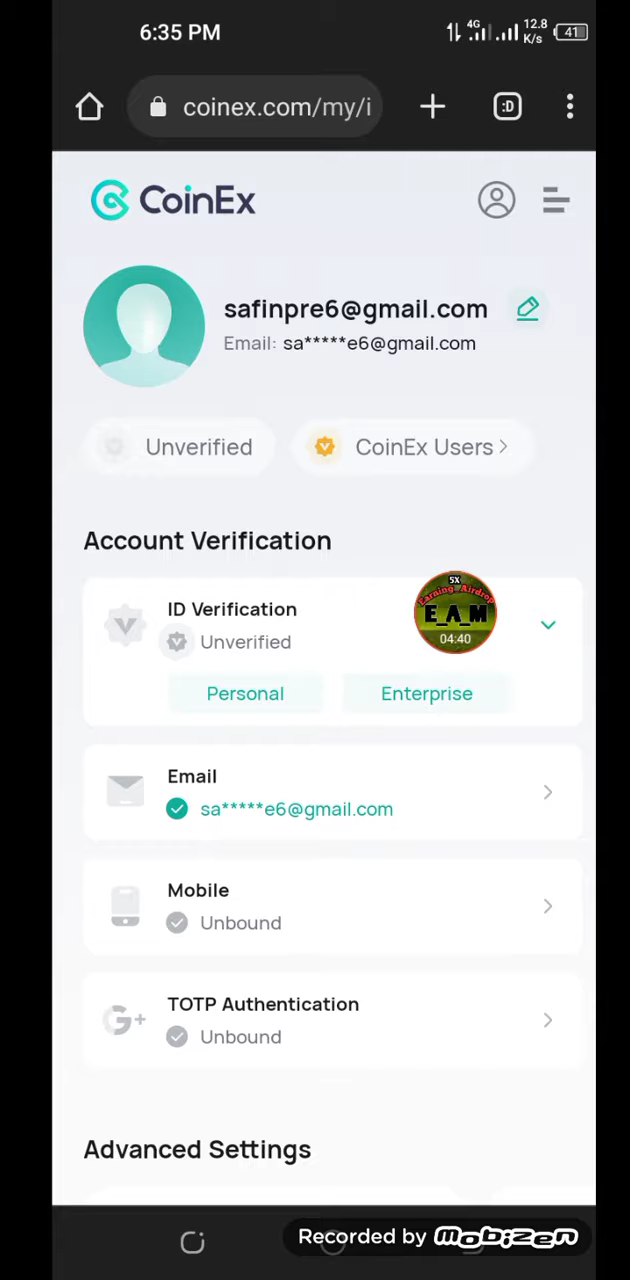 6:35 PM
4G
12.8
K/s
41
coinex.com/my/i
:D
CoinEx
safinpre6@gmail.com
Email: sa*****e6@gmail.com
Unverified
CoinEx Users
Account Verification
ID Verification
Unverified
5X
Earning Airdrop
E_A_M
04:40
Personal
Enterprise
Email
sa*****e6@gmail.com
Mobile
Unbound
G+
TOTP Authentication
Unbound
Advanced Settings
Recorded by Mobizen